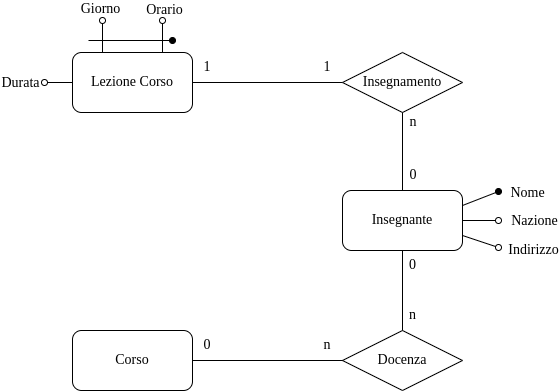 Giorno Orario
Durata Lezione Corso 1 1 Insegnamento
n
0
Insegnante Nome
Nazione
Indirizzo
0
n
Corso 0 n Docenza